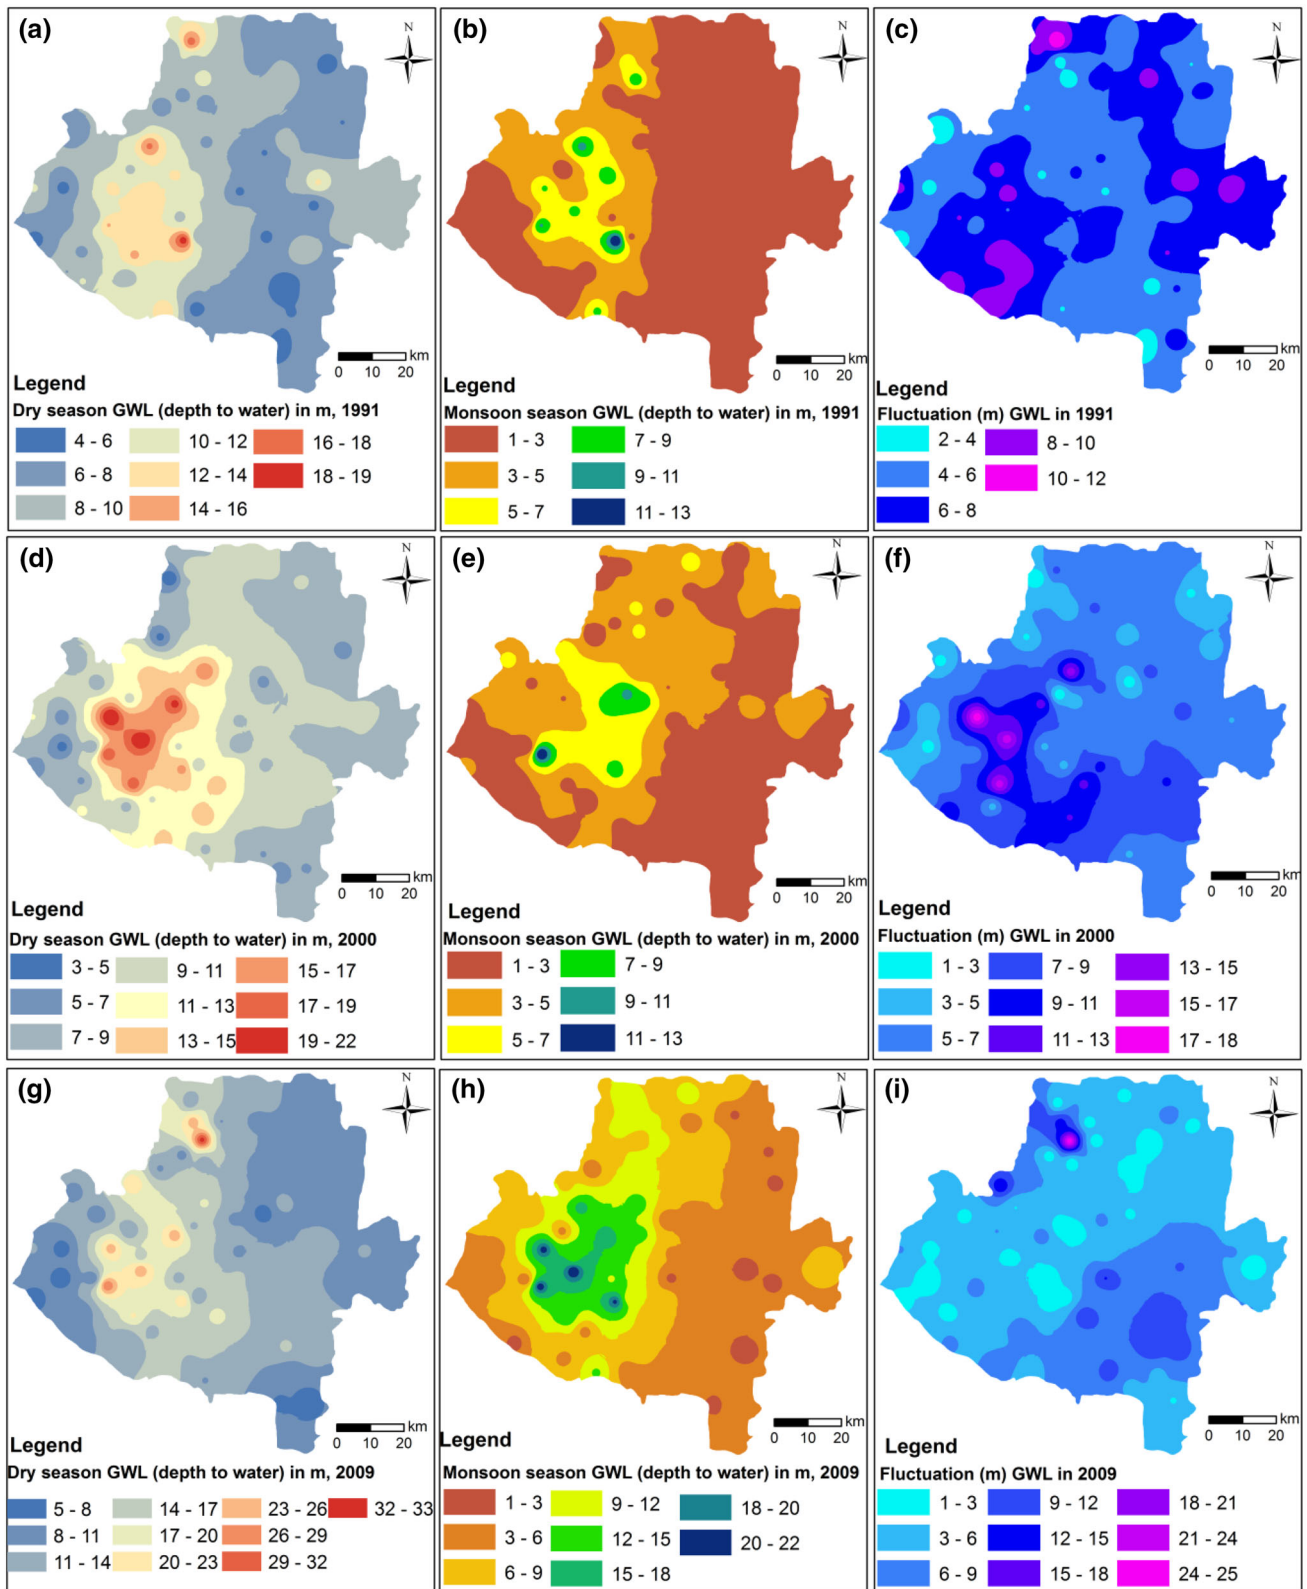 (a)
N
km
0 10 20
Legend
Dry season GWL (depth to water) in m, 1991
4 - 6
10 - 12
16 - 18
6 - 8
12 - 14
18 - 19
8 - 10
14 - 16
(b)
N
km
0 10 20
Legend
Monsoon season GWL (depth to water) in m, 1991
1 - 3
7 - 9
3 - 5
9 - 11
5 - 7
11 - 13
(c)
N
km
0 10 20
Legend
Fluctuation (m) GWL in 1991
2 - 4
8 - 10
4 - 6
10 - 12
6 - 8
(d)
N
km
0 10 20
Legend
Dry season GWL (depth to water) in m, 2000
3 - 5
9 - 11
15 - 17
5 - 7
11 - 13
17 - 19
7 - 9
13 - 15
19 - 22
(e)
N
km
0 10 20
Legend
Monsoon season GWL (depth to water) in m, 2000
1 - 3
7 - 9
3 - 5
9 - 11
5 - 7
11 - 13
(f)
N
km
0 10 20
Legend
Fluctuation (m) GWL in 2000
1 - 3
7 - 9
13 - 15
3 - 5
9 - 11
15 - 17
5 - 7
11 - 13
17 - 18
(g)
N
km
0 10 20
Legend
Dry season GWL (depth to water) in m, 2009
5 - 8
14 - 17
23 - 26
32 - 33
8 - 11
17 - 20
26 - 29
11 - 14
20 - 23
29 - 32
(h)
N
km
0 10 20
Legend
Monsoon season GWL (depth to water) in m, 2009
1 - 3
9 - 12
18 - 20
3 - 6
12 - 15
20 - 22
6 - 9
15 - 18
(i)
N
km
0 10 20
Legend
Fluctuation (m) GWL in 2009
1 - 3
9 - 12
18 - 21
3 - 6
12 - 15
21 - 24
6 - 9
15 - 18
24 - 25